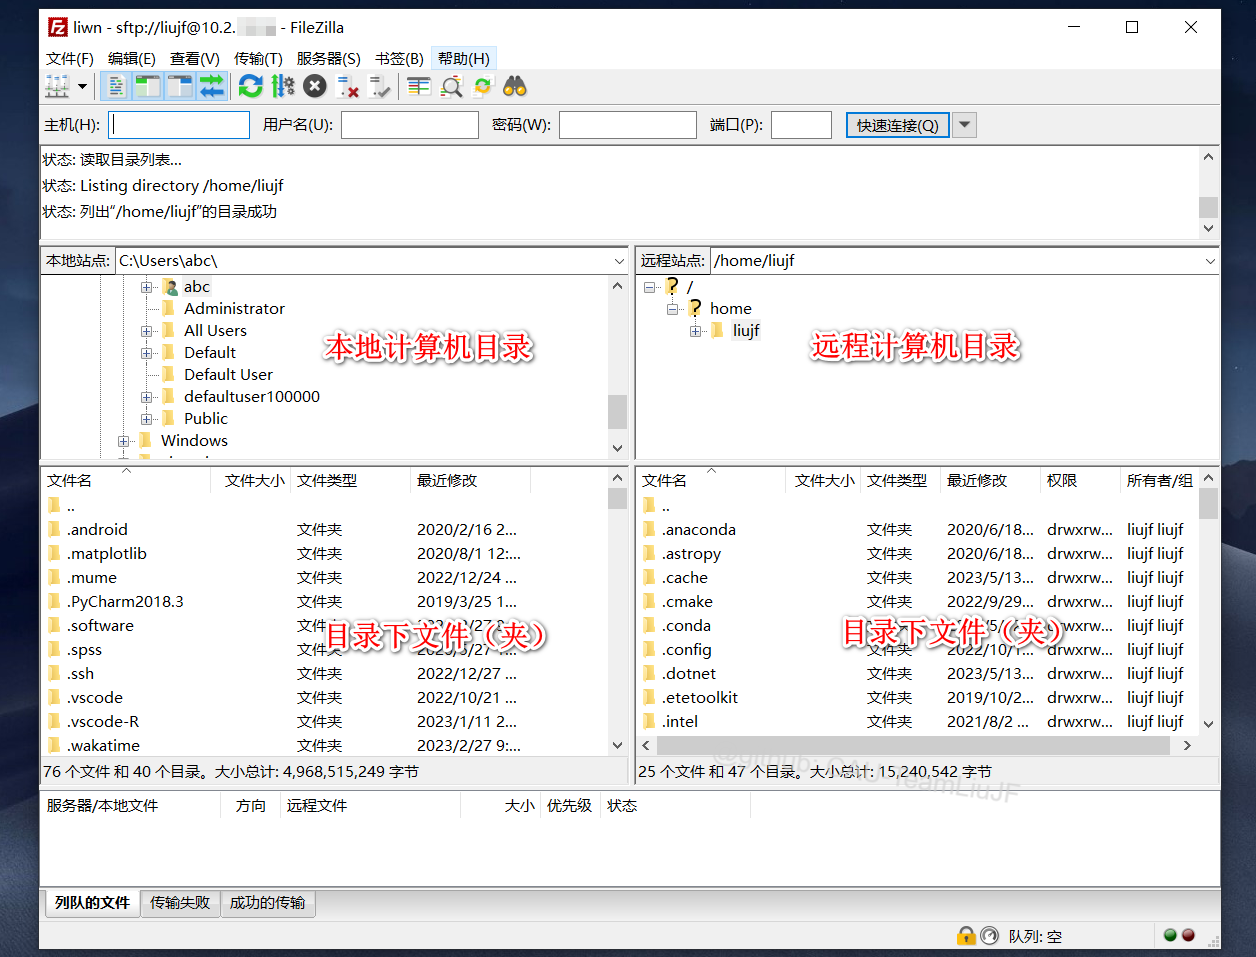 liwn - sftp://liujf@10.2. - FileZilla
文件(F) 编辑(E) 查看(V) 传输(T) 服务器(S) 书签(B) 帮助(H)
主机(H): 用户名(U): 密码(W): 端口(P): 快速连接(Q)
状态: 读取目录列表...
状态: Listing directory /home/liujf
状态: 列出“/home/liujf”的目录成功
本地站点: C:\Users\abc\
abc
Administrator
All Users
Default
Default User
defaultuser100000
Public
Windows
本地计算机目录
远程站点: /home/liujf
/
home
liujf
远程计算机目录
文件名 文件大小 文件类型 最近修改
..
.android 文件夹 2020/2/16 2...
.matplotlib 文件夹 2020/8/1 12:...
.mume 文件夹 2022/12/24 ...
.PyCharm2018.3 文件夹 2019/3/25 1...
.software 文件夹
.spss 文件夹
.ssh 文件夹 2022/12/27 ...
.vscode 文件夹 2022/10/21 ...
.vscode-R 文件夹 2023/1/11 2...
.wakatime 文件夹 2023/2/27 9:...
目录下文件（夹）
76 个文件 和 40 个目录。大小总计: 4,968,515,249 字节
文件名 文件大小 文件类型 最近修改 权限 所有者/组
..
.anaconda 文件夹 2020/6/18... drwxrw... liujf liujf
.astropy 文件夹 2020/6/18... drwxrw... liujf liujf
.cache 文件夹 2023/5/13... drwxrw... liujf liujf
.cmake 文件夹 2022/9/29... drwxrw... liujf liujf
.conda 文件夹 drwxrw... liujf liujf
.config 文件夹 2022/10/1... drwxrw... liujf liujf
.dotnet 文件夹 2023/5/13... drwxrw... liujf liujf
.etetoolkit 文件夹 2019/10/2... drwxrw... liujf liujf
.intel 文件夹 2021/8/2 ... drwxrw... liujf liujf
目录下文件（夹）
25 个文件 和 47 个目录。大小总计: 15,240,542 字节
@github: CAU-TeamLiuJF
服务器/本地文件 方向 远程文件 大小 优先级 状态
列队的文件 传输失败 成功的传输
队列: 空